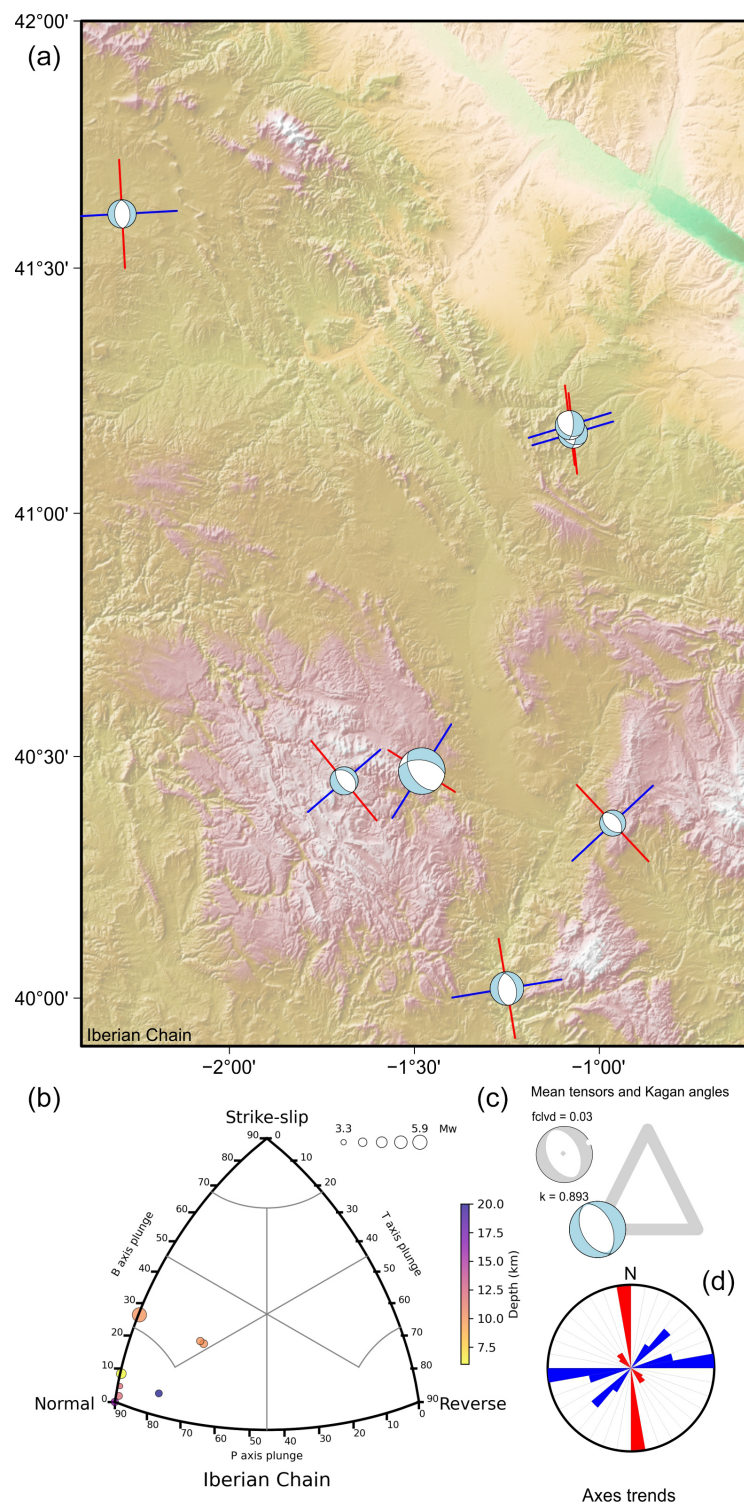 42°00'
(a)
41°30'
41°00'
40°30'
40°00'
Iberian Chain
−2°00'
−1°30'
−1°00'
(b)
(c)
Mean tensors and Kagan angles
Strike-slip
3.3
5.9
Mw
fclvd = 0.03
90
0
80
10
70
20
k = 0.893
60
30
B axis plunge
T axis plunge
50
40
40
50
30
60
20
70
10
80
0
90
20.0
17.5
15.0
12.5
10.0
7.5
Depth (km)
N
(d)
Normal
Reverse
90
80
70
60
50
40
30
20
10
0
P axis plunge
Iberian Chain
Axes trends